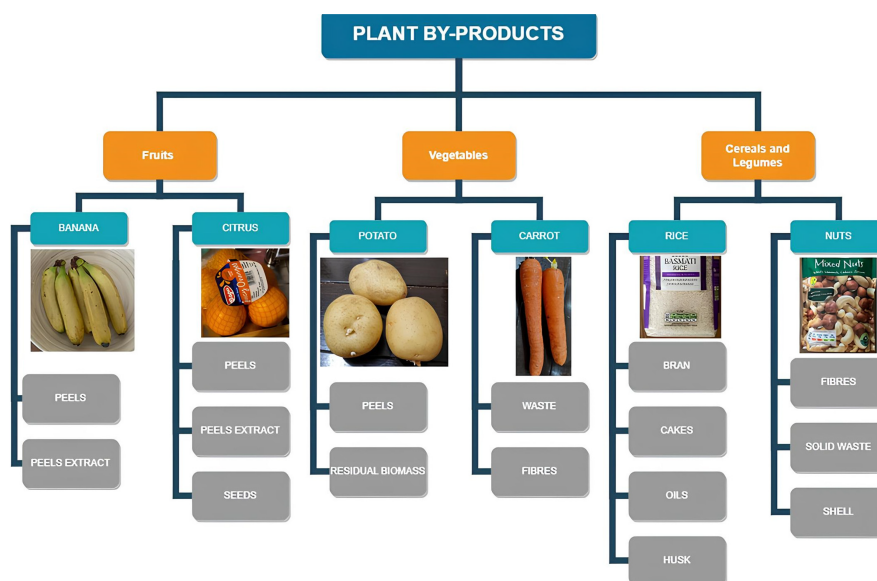 PLANT BY-PRODUCTS
Fruits
Vegetables
Cereals and
Legumes
BANANA
CITRUS
POTATO
CARROT
RICE
NUTS
BASMATI
RICE
Mixed Nuts
PEELS
PEELS EXTRACT
PEELS
PEELS EXTRACT
SEEDS
PEELS
RESIDUAL BIOMASS
WASTE
FIBRES
BRAN
CAKES
OILS
HUSK
FIBRES
SOLID WASTE
SHELL